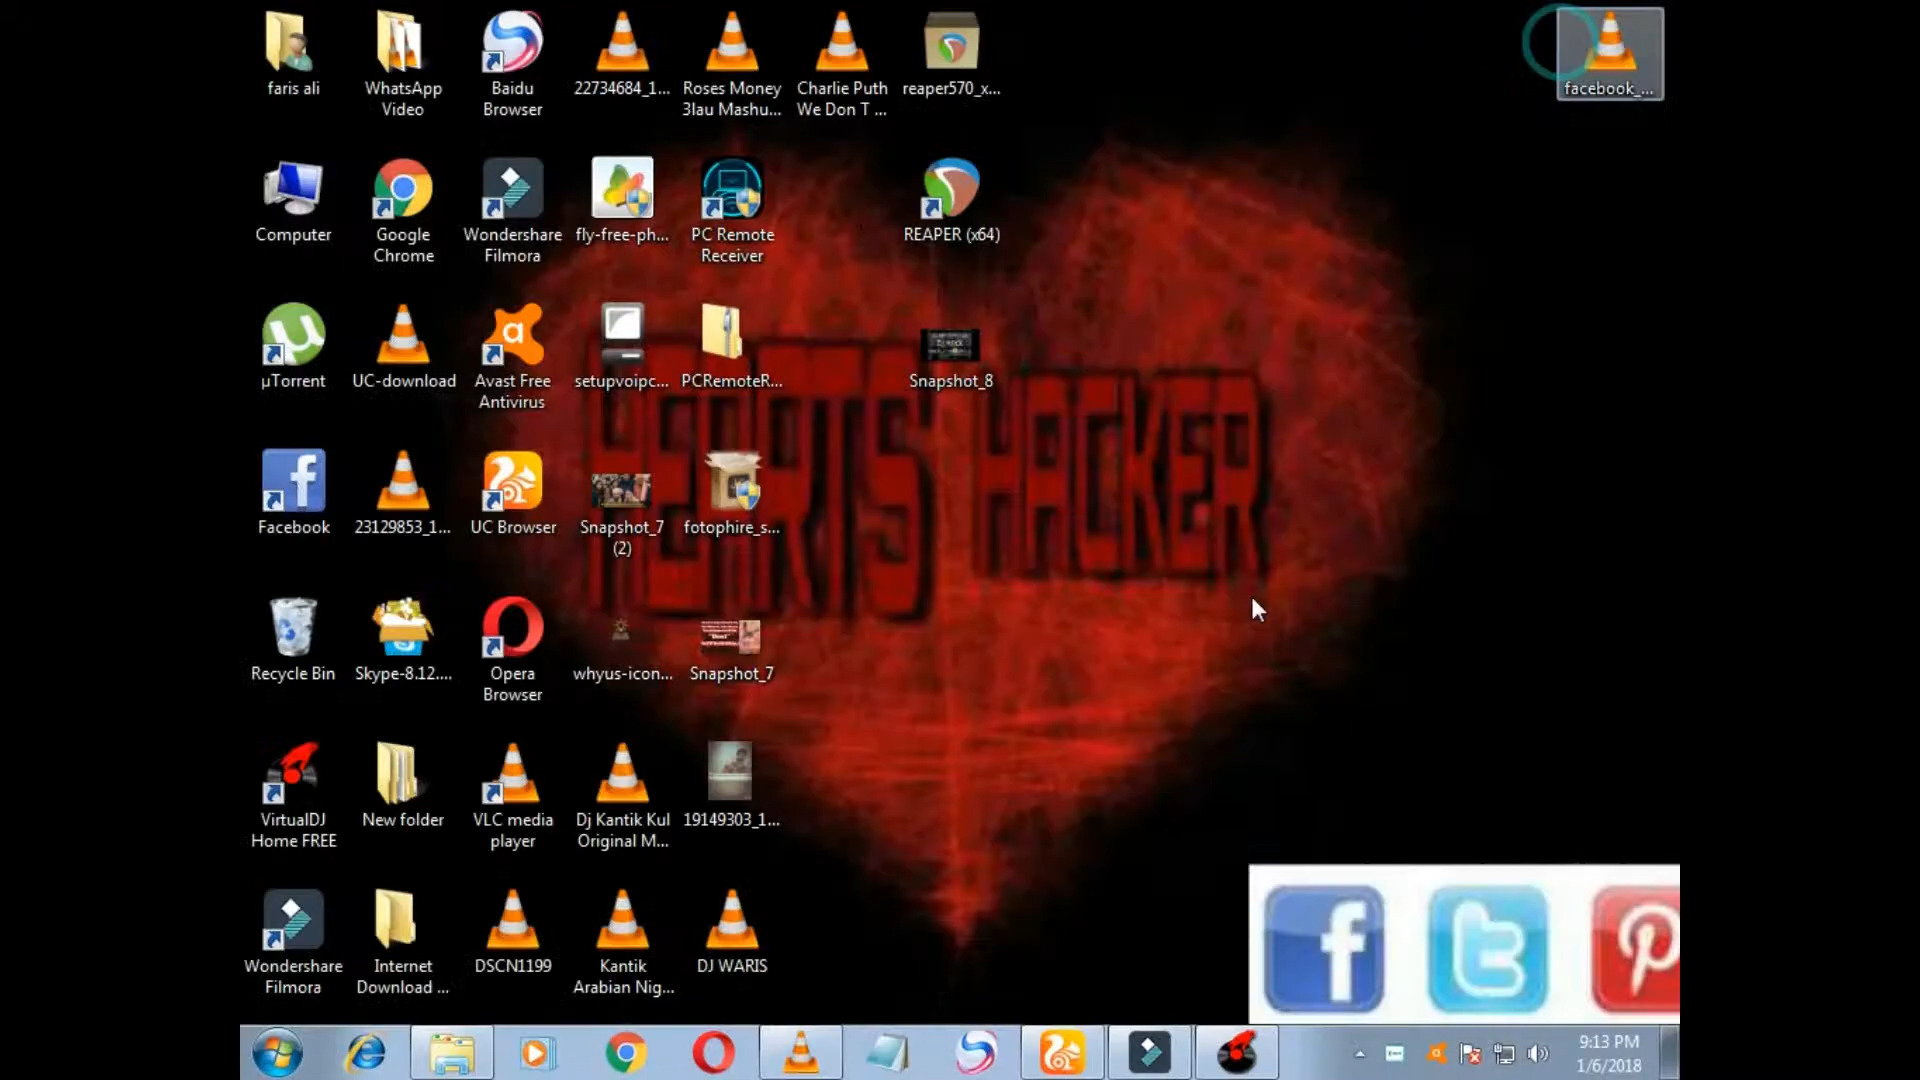 faris ali
WhatsApp
Video
Baidu
Browser
22734684_1...
Roses Money
3lau Mashu...
Charlie Puth
We Don T ...
reaper570_x...
facebook_...
Computer
Google
Chrome
Wondershare
Filmora
fly-free-ph...
PC Remote
Receiver
REAPER (x64)
µTorrent
UC-download
Avast Free
Antivirus
setupvoipc...
PCRemoteR...
Snapshot_8
HEARTS HACKER
Facebook
23129853_1...
UC Browser
Snapshot_7
(2)
fotophire_s...
Recycle Bin
Skype-8.12....
Opera
Browser
whyus-icon...
Snapshot_7
VirtualDJ
Home FREE
New folder
VLC media
player
Dj Kantik Kul
Original M...
19149303_1...
Wondershare
Filmora
Internet
Download ...
DSCN1199
Kantik
Arabian Nig...
DJ WARIS
9:13 PM
1/6/2018